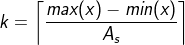 k = ⌈(max(x) − min(x)) / A_s⌉